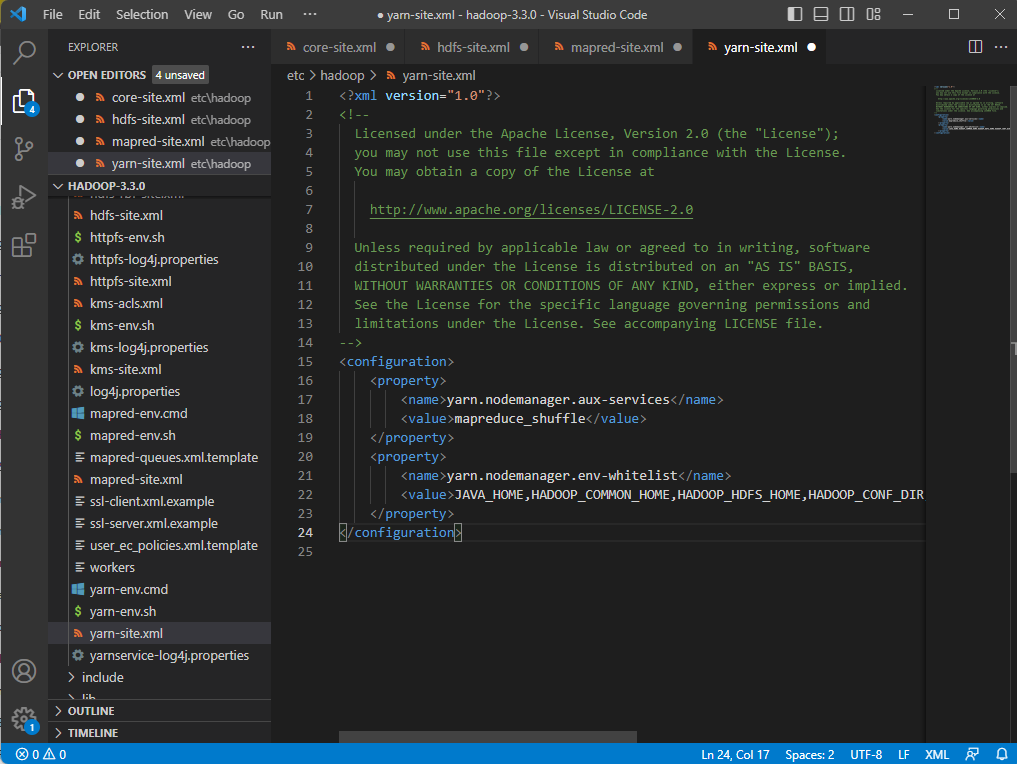 File Edit Selection View Go Run ··· ● yarn-site.xml - hadoop-3.3.0 - Visual Studio Code
EXPLORER ···
OPEN EDITORS 4 unsaved
core-site.xml etc\hadoop
hdfs-site.xml etc\hadoop
mapred-site.xml etc\hadoop
yarn-site.xml etc\hadoop
HADOOP-3.3.0
hdfs-site.xml
httpfs-env.sh
httpfs-log4j.properties
httpfs-site.xml
kms-acls.xml
kms-env.sh
kms-log4j.properties
kms-site.xml
log4j.properties
mapred-env.cmd
mapred-env.sh
mapred-queues.xml.template
mapred-site.xml
ssl-client.xml.example
ssl-server.xml.example
user_ec_policies.xml.template
workers
yarn-env.cmd
yarn-env.sh
yarn-site.xml
yarnservice-log4j.properties
include
lib
OUTLINE
TIMELINE
4
1
core-site.xml hdfs-site.xml mapred-site.xml yarn-site.xml
etc > hadoop > yarn-site.xml
1 <?xml version="1.0"?>
2 <!--
3 Licensed under the Apache License, Version 2.0 (the "License");
4 you may not use this file except in compliance with the License.
5 You may obtain a copy of the License at
6
7 http://www.apache.org/licenses/LICENSE-2.0
8
9 Unless required by applicable law or agreed to in writing, software
10 distributed under the License is distributed on an "AS IS" BASIS,
11 WITHOUT WARRANTIES OR CONDITIONS OF ANY KIND, either express or implied.
12 See the License for the specific language governing permissions and
13 limitations under the License. See accompanying LICENSE file.
14 -->
15 <configuration>
16 <property>
17 <name>yarn.nodemanager.aux-services</name>
18 <value>mapreduce_shuffle</value>
19 </property>
20 <property>
21 <name>yarn.nodemanager.env-whitelist</name>
22 <value>JAVA_HOME,HADOOP_COMMON_HOME,HADOOP_HDFS_HOME,HADOOP_CONF_DIR
23 </property>
24 </configuration>
25
0 0 Ln 24, Col 17 Spaces: 2 UTF-8 LF XML